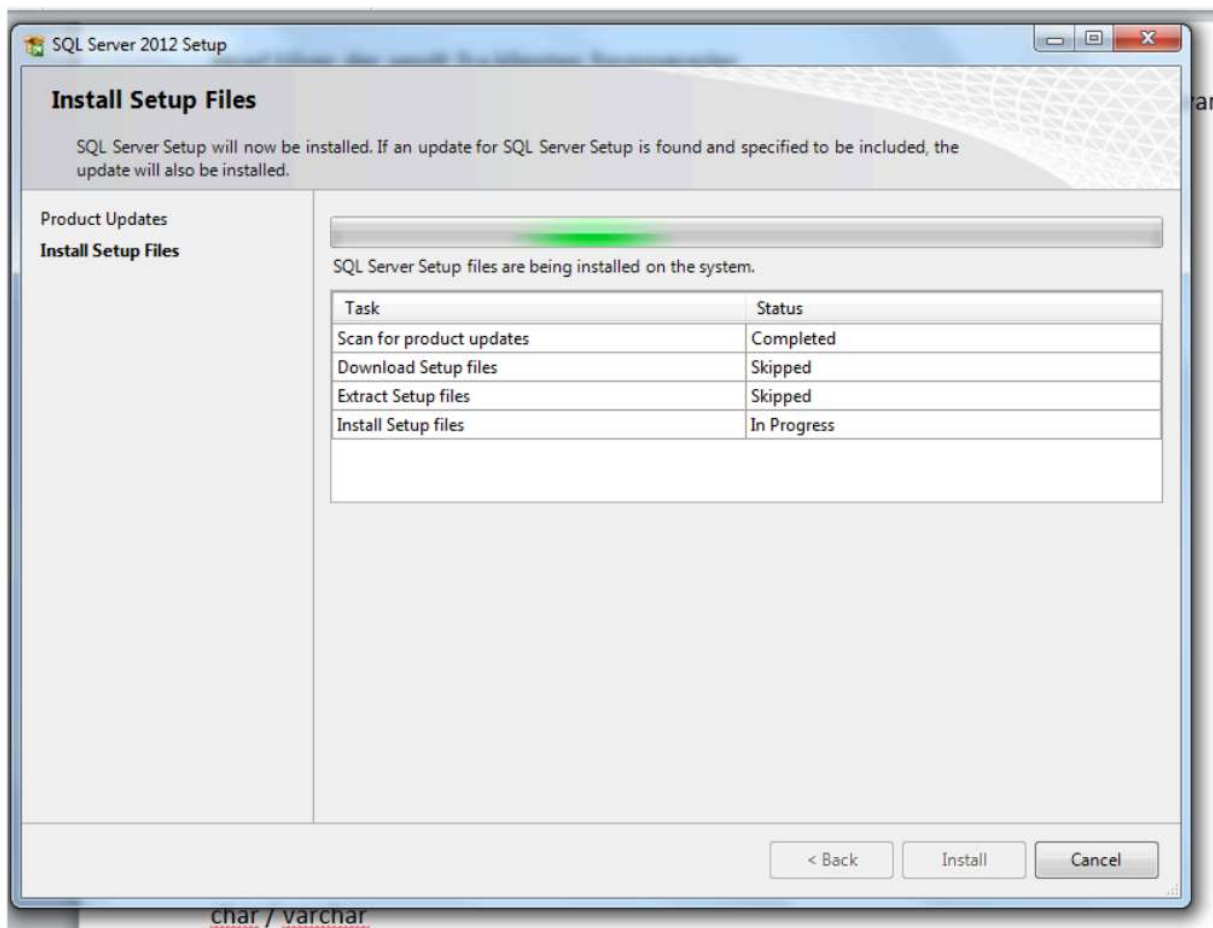 SQL Server 2012 Setup
Install Setup Files
SQL Server Setup will now be installed. If an update for SQL Server Setup is found and specified to be included, the
update will also be installed.
Product Updates
Install Setup Files
SQL Server Setup files are being installed on the system.
Task Status
Scan for product updates Completed
Download Setup files Skipped
Extract Setup files Skipped
Install Setup files In Progress
< Back Install Cancel
char / varchar